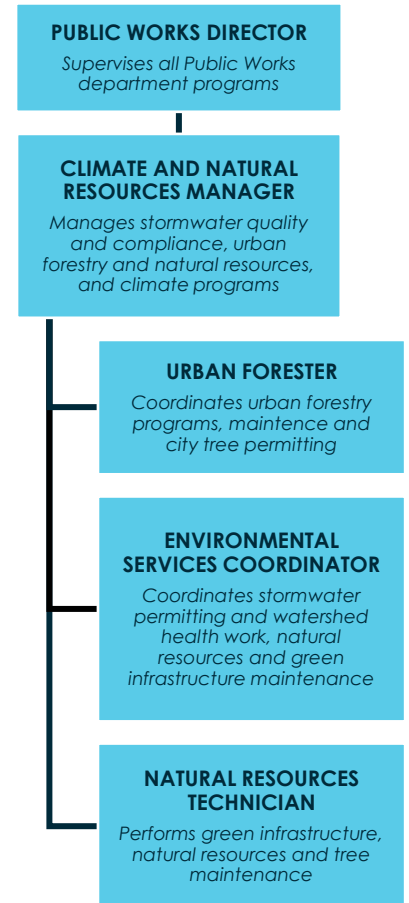 PUBLIC WORKS DIRECTOR
Supervises all Public Works
department programs
CLIMATE AND NATURAL
RESOURCES MANAGER
Manages stormwater quality
and compliance, urban
forestry and natural resources,
and climate programs
URBAN FORESTER
Coordinates urban forestry
programs, maintence and
city tree permitting
ENVIRONMENTAL
SERVICES COORDINATOR
Coordinates stormwater
permitting and watershed
health work, natural
resources and green
infrastructure maintenance
NATURAL RESOURCES
TECHNICIAN
Performs green infrastructure,
natural resources and tree
maintenance